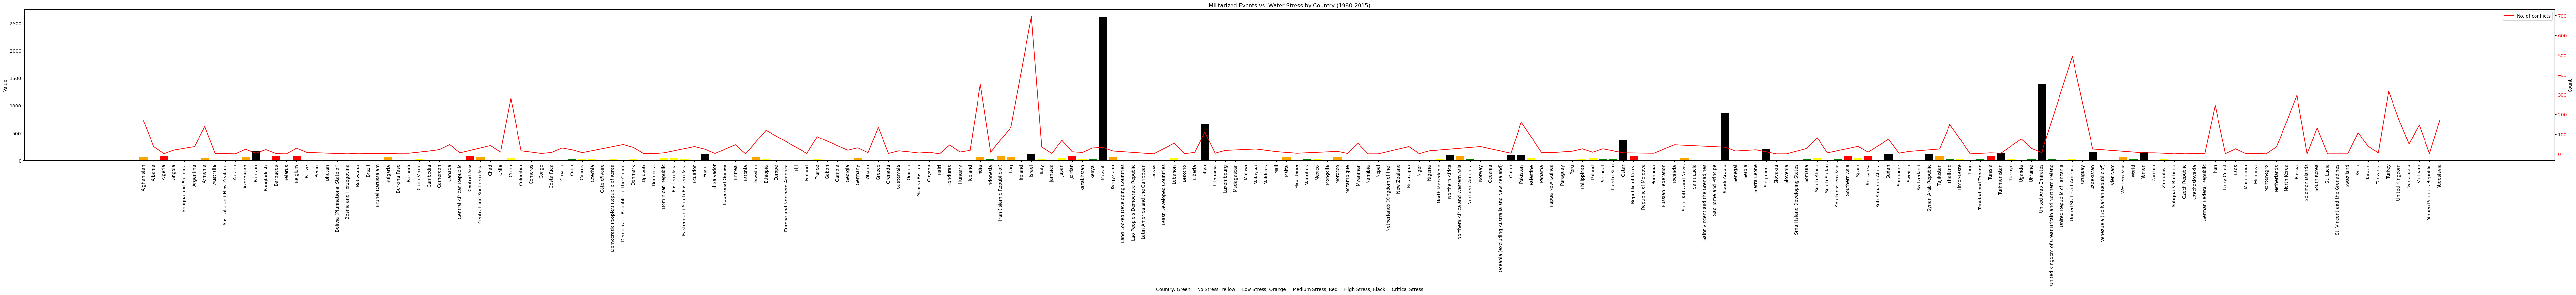 Militarized Events vs. Water Stress by Country (1980-2015)
No. of conflicts
Value
Count
2500
2000
1500
1000
500
0
700
600
500
400
300
200
100
0
Afghanistan
Albania
Algeria
Angola
Antigua and Barbuda
Argentina
Armenia
Australia
Australia and New Zealand
Austria
Azerbaijan
Bahrain
Bangladesh
Barbados
Belarus
Belgium
Belize
Benin
Bhutan
Bolivia (Plurinational State of)
Bosnia and Herzegovina
Botswana
Brazil
Brunei Darussalam
Bulgaria
Burkina Faso
Burundi
Cabo Verde
Cambodia
Cameroon
Canada
Central African Republic
Central Asia
Central and Southern Asia
Chad
Chile
China
Colombia
Comoros
Congo
Costa Rica
Croatia
Cuba
Cyprus
Czechia
Côte d'Ivoire
Democratic People's Republic of Korea
Democratic Republic of the Congo
Denmark
Djibouti
Dominica
Dominican Republic
Eastern Asia
Eastern and South-Eastern Asia
Ecuador
Egypt
El Salvador
Equatorial Guinea
Eritrea
Estonia
Eswatini
Ethiopia
Europe
Europe and Northern America
Fiji
Finland
France
Gabon
Gambia
Georgia
Germany
Ghana
Greece
Grenada
Guatemala
Guinea
Guinea-Bissau
Guyana
Haiti
Honduras
Hungary
Iceland
India
Indonesia
Iran (Islamic Republic of)
Iraq
Ireland
Israel
Italy
Jamaica
Japan
Jordan
Kazakhstan
Kenya
Kuwait
Kyrgyzstan
Land Locked Developing Countries
Lao People's Democratic Republic
Latin America and the Caribbean
Latvia
Least Developed Countries
Lebanon
Lesotho
Liberia
Libya
Lithuania
Luxembourg
Madagascar
Malawi
Malaysia
Maldives
Mali
Malta
Mauritania
Mauritius
Mexico
Mongolia
Morocco
Mozambique
Myanmar
Namibia
Nepal
Netherlands (Kingdom of the)
New Zealand
Nicaragua
Niger
Nigeria
North Macedonia
Northern Africa
Northern Africa and Western Asia
Northern America
Norway
Oceania
Oceania (excluding Australia and New Zealand)
Oman
Pakistan
Palestine
Panama
Papua New Guinea
Paraguay
Peru
Philippines
Poland
Portugal
Puerto Rico
Qatar
Republic of Korea
Republic of Moldova
Romania
Russian Federation
Rwanda
Saint Kitts and Nevis
Saint Lucia
Saint Vincent and the Grenadines
Sao Tome and Principe
Saudi Arabia
Senegal
Serbia
Sierra Leone
Singapore
Slovakia
Slovenia
Small Island Developing States
Somalia
South Africa
South Sudan
South-eastern Asia
Southern Asia
Spain
Sri Lanka
Sub-Saharan Africa
Sudan
Suriname
Sweden
Switzerland
Syrian Arab Republic
Tajikistan
Thailand
Timor-Leste
Togo
Trinidad and Tobago
Tunisia
Turkmenistan
Türkiye
Uganda
Ukraine
United Arab Emirates
United Kingdom of Great Britain and Northern Ireland
United Republic of Tanzania
United States of America
Uruguay
Uzbekistan
Venezuela (Bolivarian Republic of)
Viet Nam
Western Asia
World
Yemen
Zambia
Zimbabwe
Antigua & Barbuda
Czech Republic
Czechoslovakia
German Federal Republic
Iran
Ivory Coast
Laos
Macedonia
Moldova
Montenegro
Netherlands
North Korea
Russia
Solomon Islands
South Korea
St. Lucia
St. Vincent and the Grenadines
Swaziland
Syria
Taiwan
Tanzania
Turkey
United Kingdom
Venezuela
Vietnam
Yemen People's Republic
Yugoslavia
Country: Green = No Stress, Yellow = Low Stress, Orange = Medium Stress, Red = High Stress, Black = Critical Stress